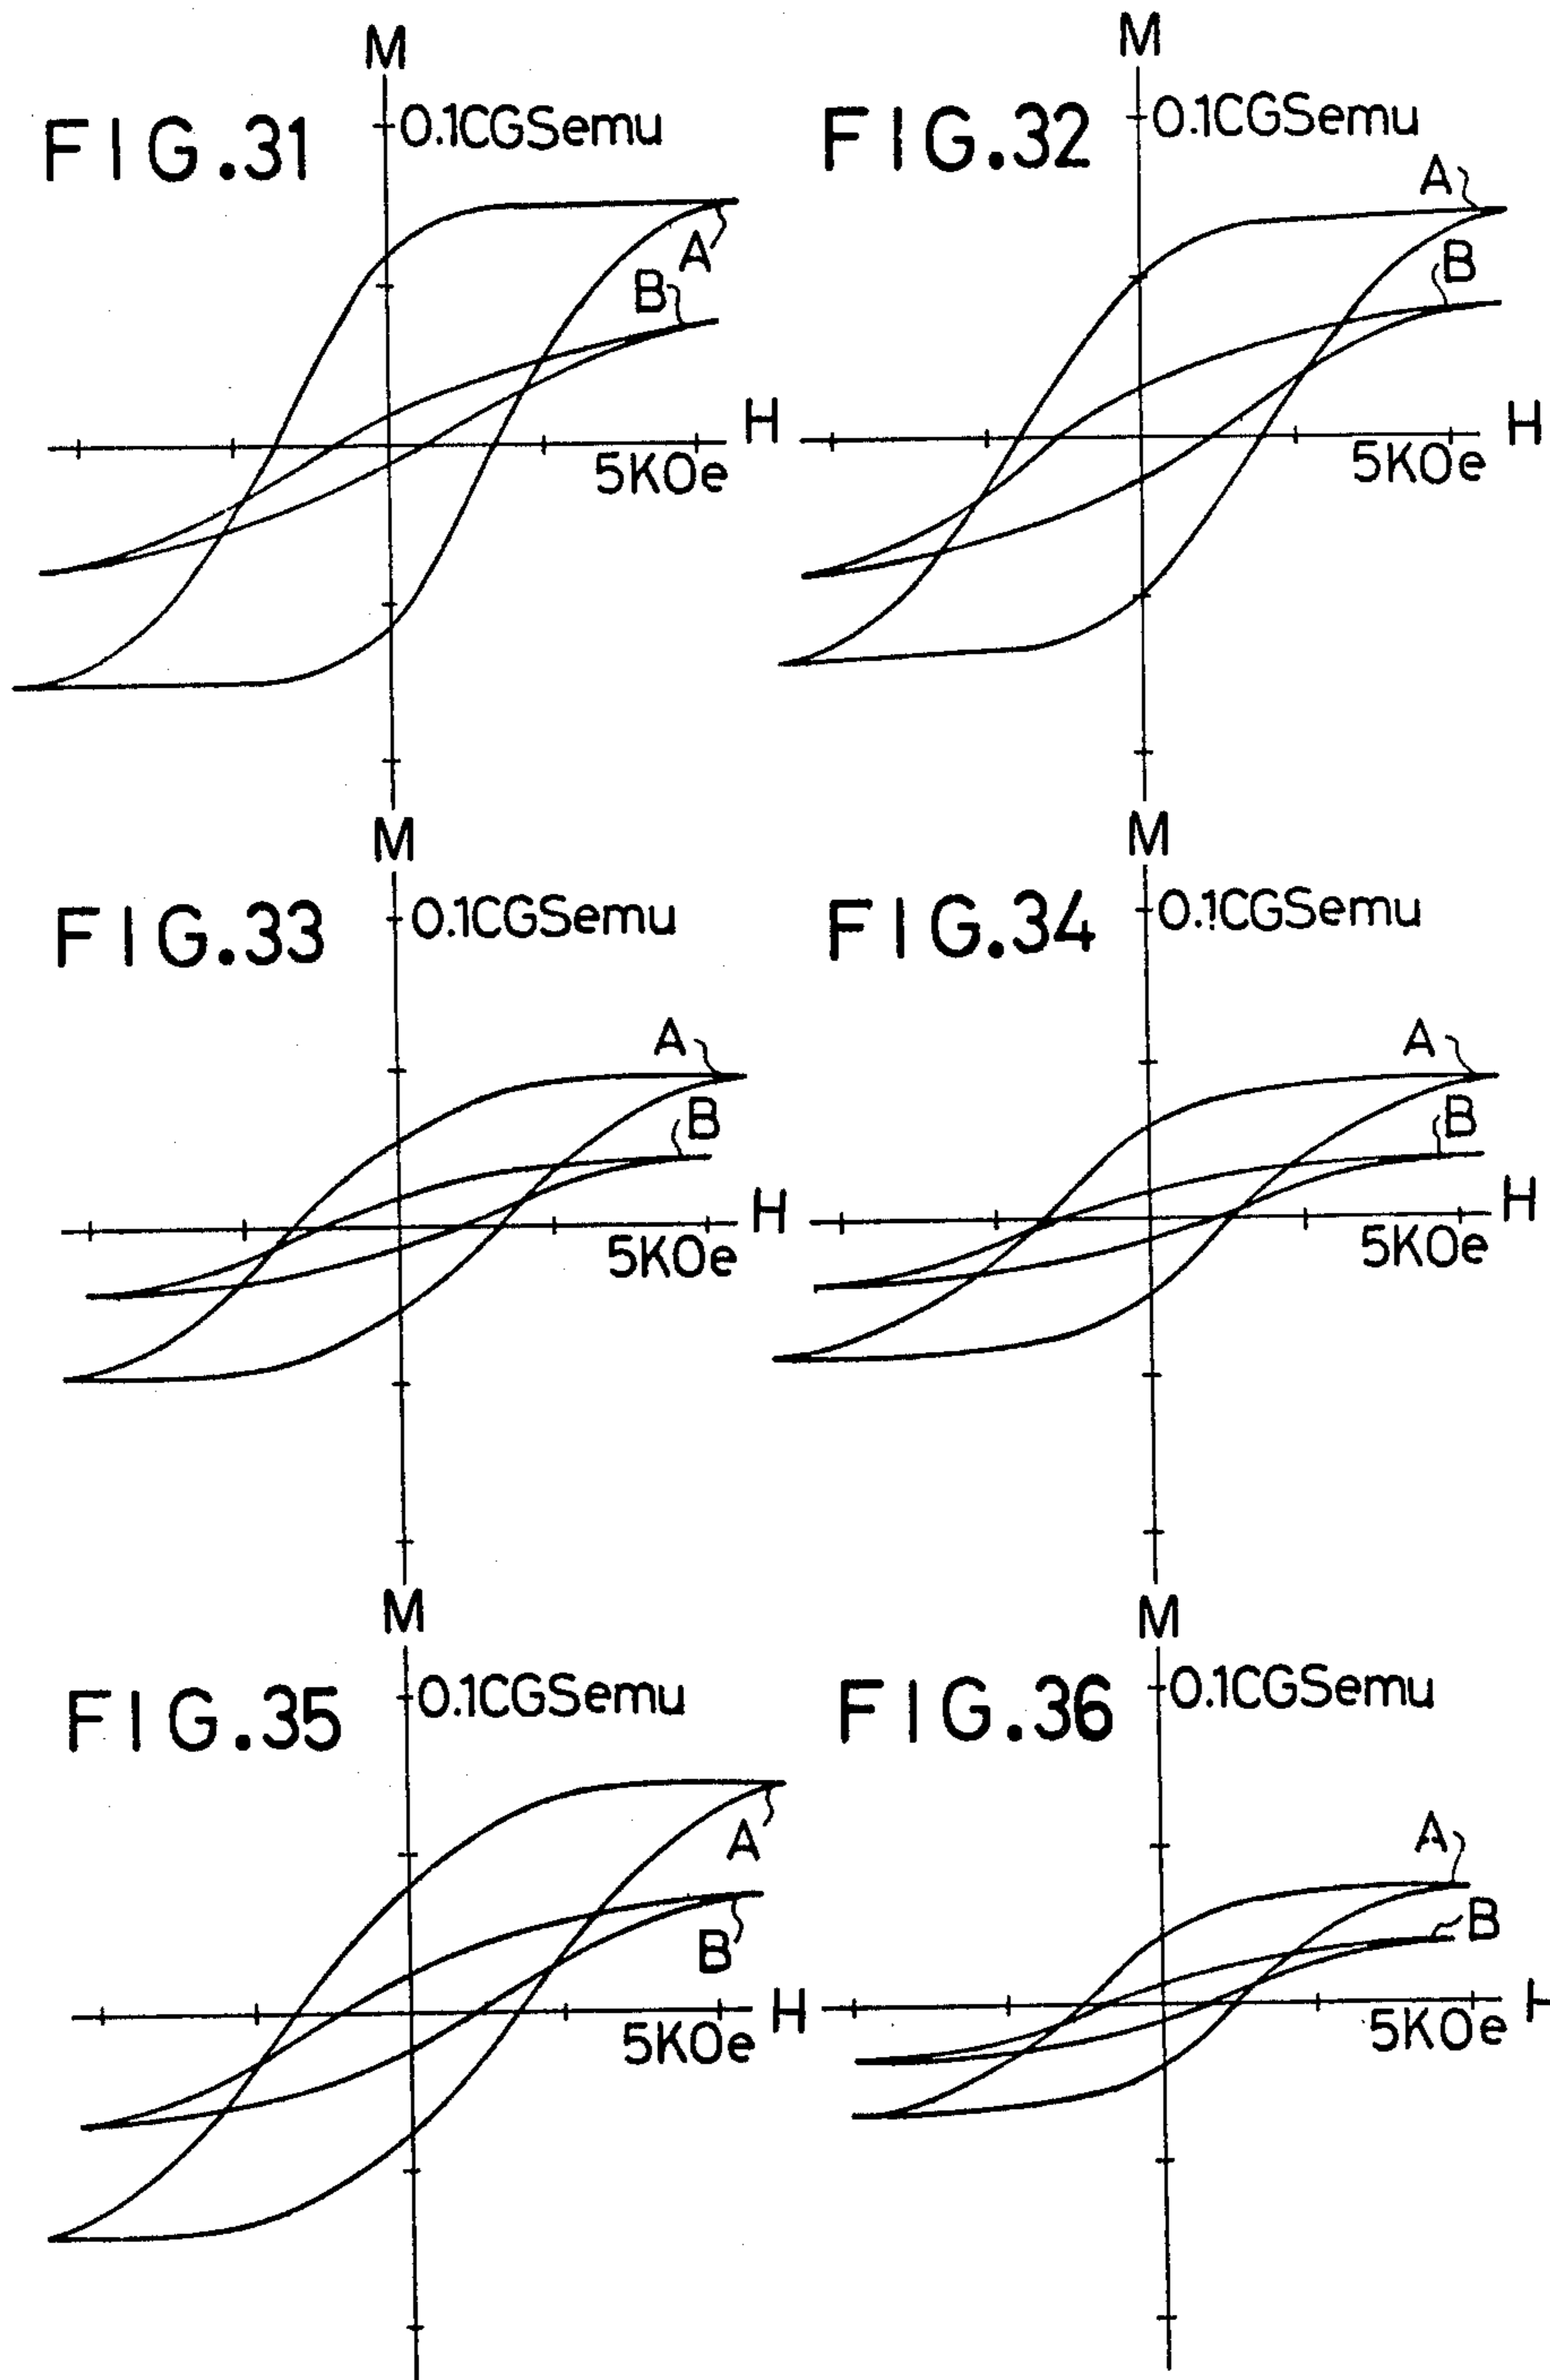 M
FIG.31
0.1CGSemu
A
B
H
5KOe
M
FIG.32
0.1CGSemu
A
B
H
5KOe
M
FIG.33
0.1CGSemu
A
B
H
5KOe
M
FIG.34
0.1CGSemu
A
B
H
5KOe
M
FIG.35
0.1CGSemu
A
B
H
5KOe
M
FIG.36
0.1CGSemu
A
B
5KOe